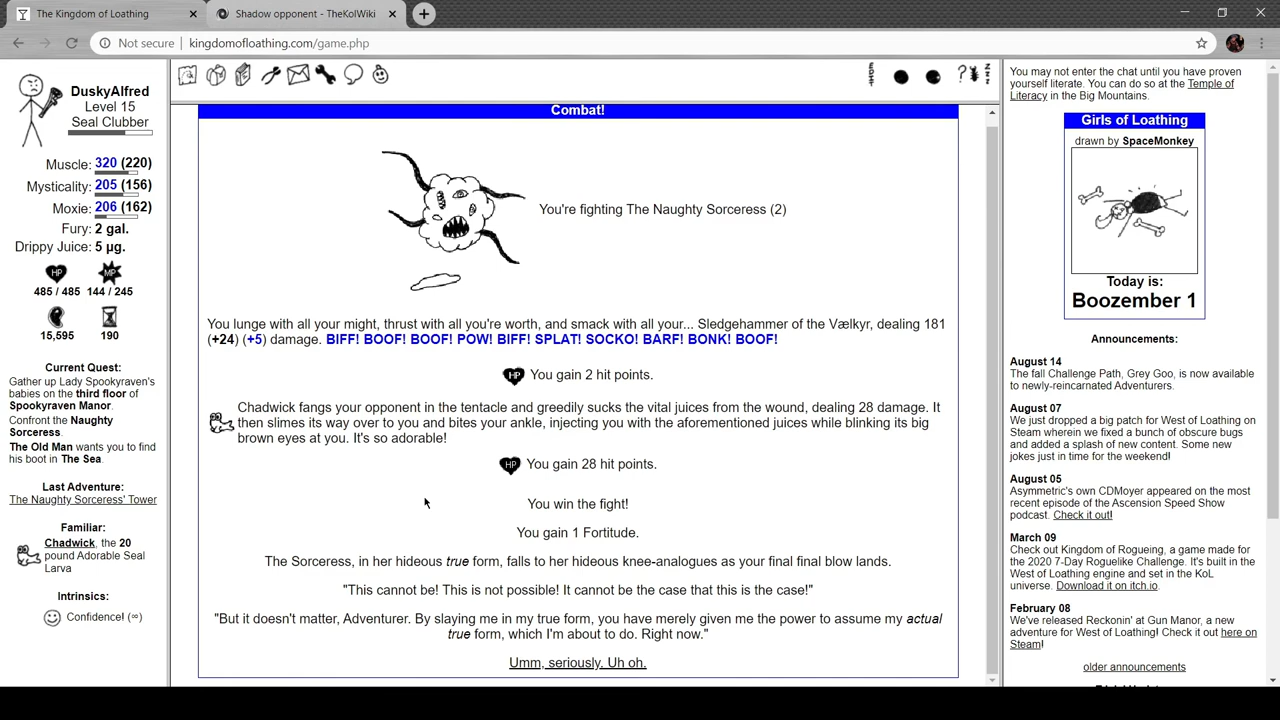 The Kingdom of Loathing
Shadow opponent - TheKolWiki
Not secure
kingdomofloathing.com/game.php
DuskyAlfred
Level 15
Seal Clubber
Muscle: 320 (220)
Mysticality: 205 (156)
Moxie: 206 (162)
Fury: 2 gal.
Drippy Juice: 5 µg.
HP
MP
485 / 485
144 / 245
15,595
190
Current Quest:
Gather up Lady Spookyraven's
babies on the third floor of
Spookyraven Manor.
Confront the Naughty
Sorceress.
The Old Man wants you to find
his boot in The Sea.
Last Adventure:
The Naughty Sorceress' Tower
Familiar:
Chadwick, the 20
pound Adorable Seal
Larva
Intrinsics:
Confidence! (∞)
Combat!
You're fighting The Naughty Sorceress (2)
You lunge with all your might, thrust with all you're worth, and smack with all your... Sledgehammer of the Vælkyr, dealing 181
(+24) (+5) damage. BIFF! BOOF! BOOF! POW! BIFF! SPLAT! SOCKO! BARF! BONK! BOOF!
HP You gain 2 hit points.
Chadwick fangs your opponent in the tentacle and greedily sucks the vital juices from the wound, dealing 28 damage. It
then slimes its way over to you and bites your ankle, injecting you with the aforementioned juices while blinking its big
brown eyes at you. It's so adorable!
HP You gain 28 hit points.
You win the fight!
You gain 1 Fortitude.
The Sorceress, in her hideous true form, falls to her hideous knee-analogues as your final final blow lands.
"This cannot be! This is not possible! It cannot be the case that this is the case!"
"But it doesn't matter, Adventurer. By slaying me in my true form, you have merely given me the power to assume my actual
true form, which I'm about to do. Right now."
Umm, seriously. Uh oh.
You may not enter the chat until you have proven
yourself literate. You can do so at the Temple of
Literacy in the Big Mountains.
Girls of Loathing
drawn by SpaceMonkey
Today is:
Boozember 1
Announcements:
August 14
The fall Challenge Path, Grey Goo, is now available
to newly-reincarnated Adventurers.
August 07
We just dropped a big patch for West of Loathing on
Steam wherein we fixed a bunch of obscure bugs
and added a splash of new content. Some new
jokes just in time for the weekend!
August 05
Asymmetric's own CDMoyer appeared on the most
recent episode of the Ascension Speed Show
podcast. Check it out!
March 09
Check out Kingdom of Rogueing, a game made for
the 2020 7-Day Roguelike Challenge. It's built in the
West of Loathing engine and set in the KoL
universe. Download it on itch.io.
February 08
We've released Reckonin' at Gun Manor, a new
adventure for West of Loathing! Check it out here on
Steam!
older announcements